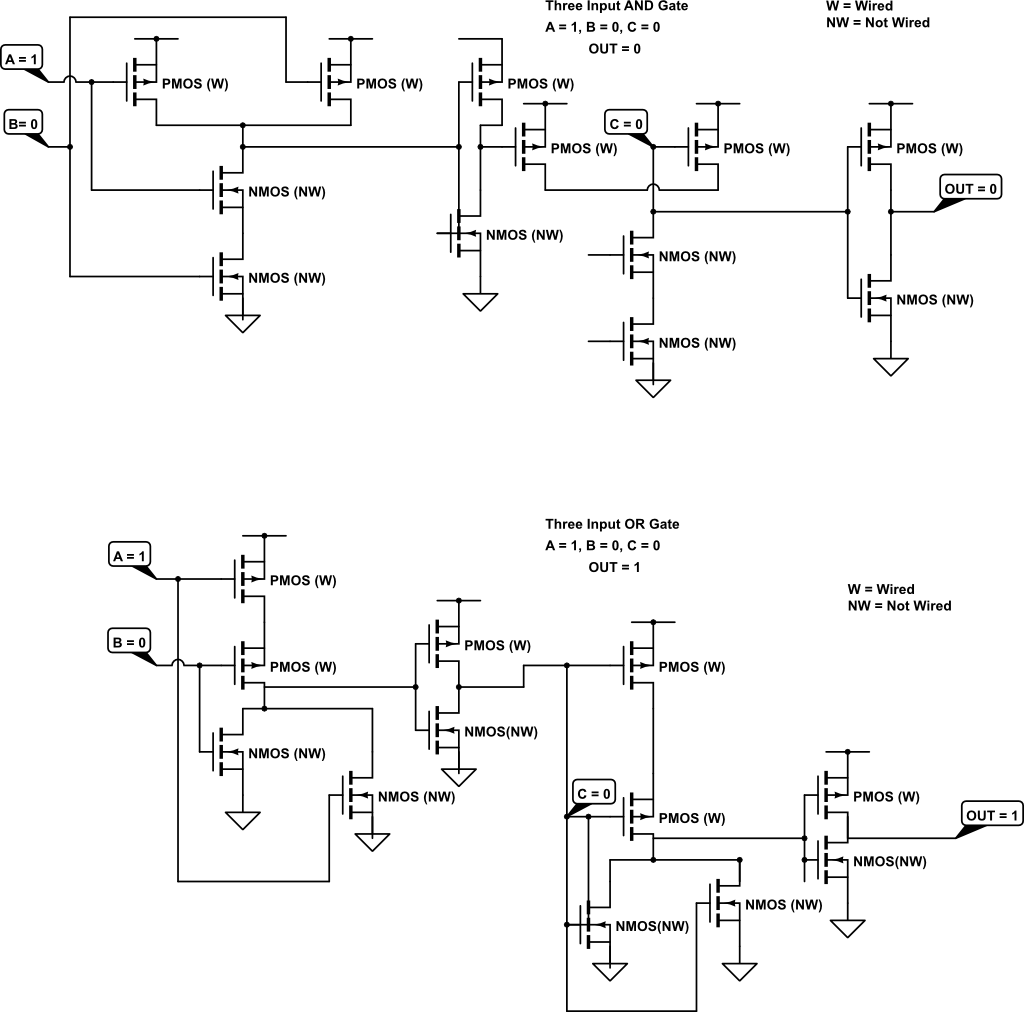 Three Input AND Gate
A = 1, B = 0, C = 0
OUT = 0
W = Wired
NW = Not Wired
A = 1
PMOS (W)
PMOS (W)
PMOS (W)
B= 0
C = 0
PMOS (W)
PMOS (W)
PMOS (W)
NMOS (NW)
OUT = 0
NMOS (NW)
NMOS (NW)
NMOS (NW)
NMOS (NW)
NMOS (NW)
Three Input OR Gate
A = 1, B = 0, C = 0
OUT = 1
W = Wired
NW = Not Wired
A = 1
PMOS (W)
B = 0
PMOS (W)
PMOS (W)
PMOS (W)
NMOS(NW)
NMOS (NW)
NMOS (NW)
C = 0
PMOS (W)
PMOS (W)
OUT = 1
NMOS(NW)
NMOS (NW)
NMOS(NW)